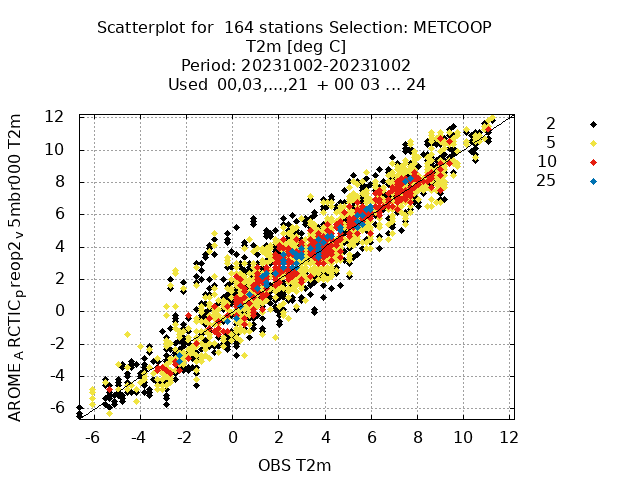 Scatterplot for 164 stations Selection: METCOOP
T2m [deg C]
Period: 20231002-20231002
Used 00,03,...,21 + 00 03 ... 24
AROME_ARCTIC_preop2_v5mbr000 T2m
12
10
8
6
4
2
0
-2
-4
-6
-6 -4 -2 0 2 4 6 8 10 12
OBS T2m
2
5
10
25